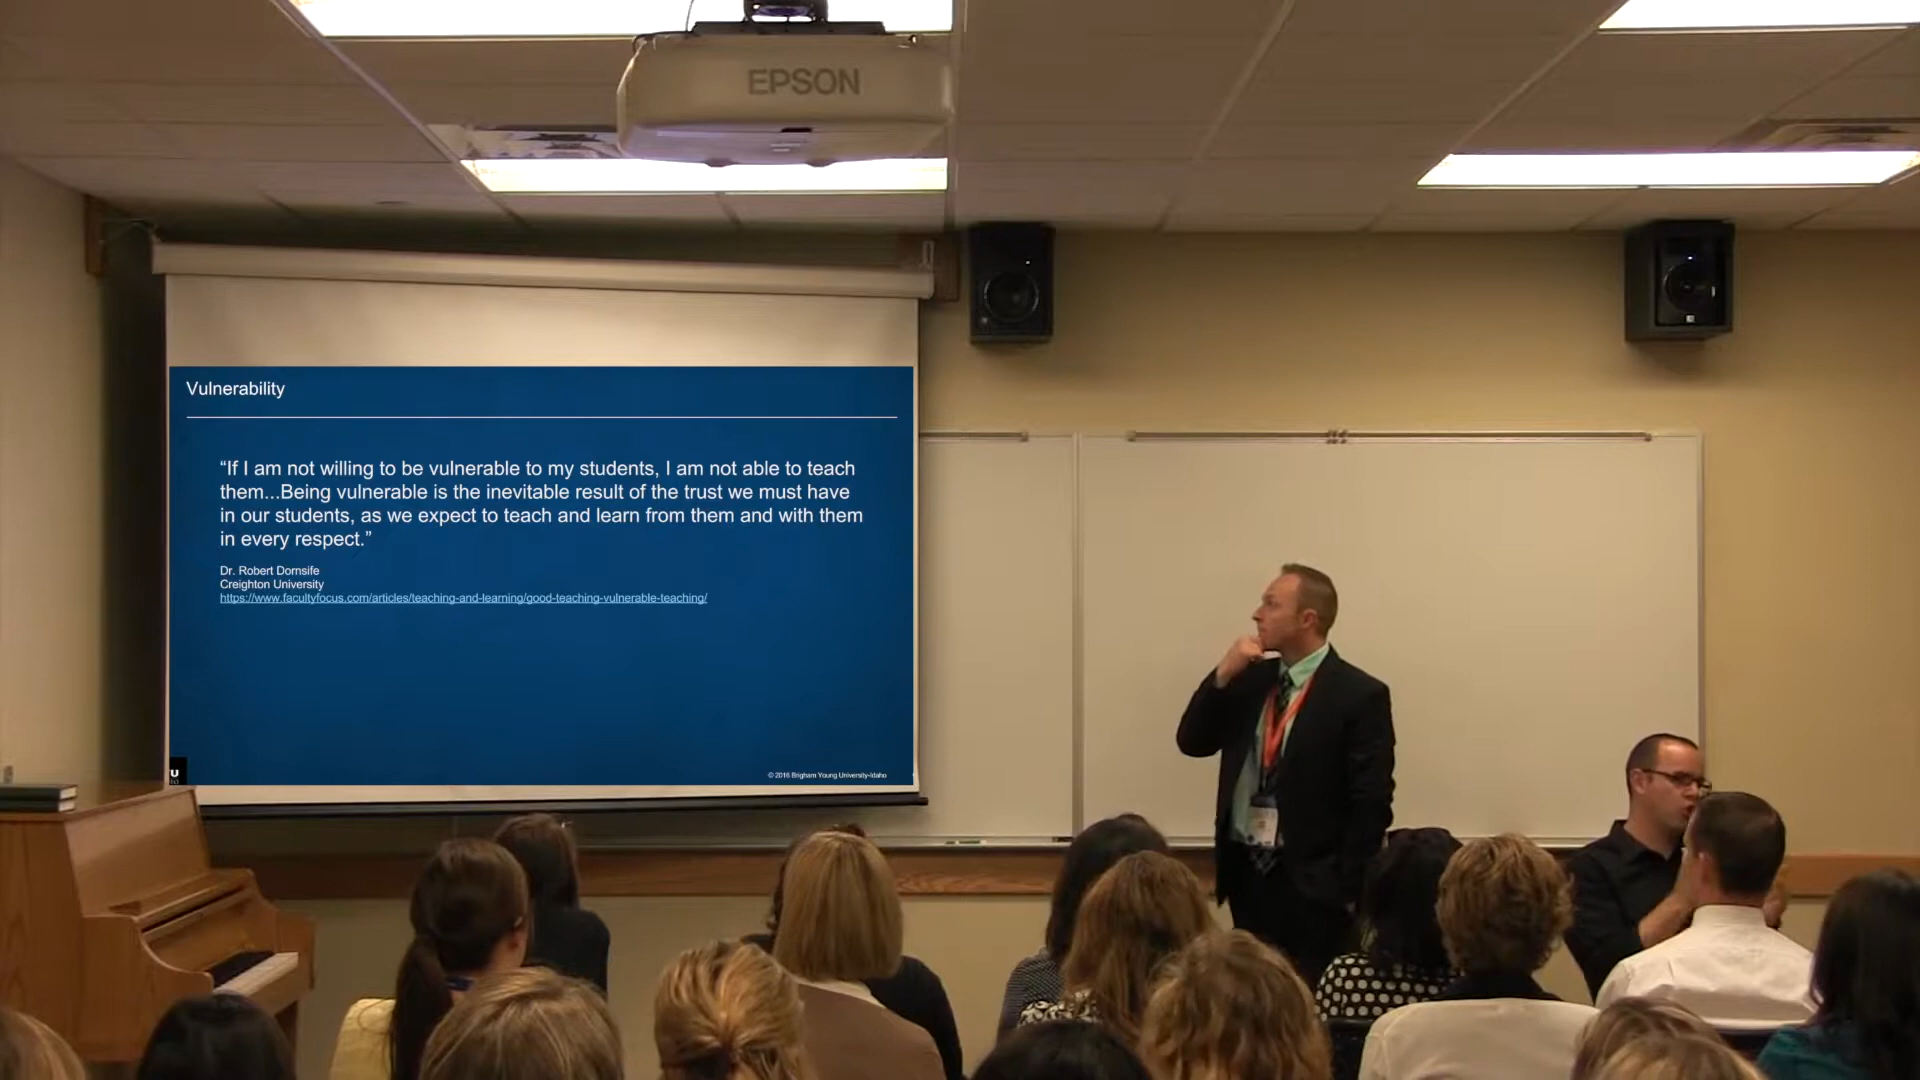 EPSON
Vulnerability
“If I am not willing to be vulnerable to my students, I am not able to teach
them...Being vulnerable is the inevitable result of the trust we must have
in our students, as we expect to teach and learn from them and with them
in every respect.”
Dr. Robert Dornsife
Creighton University
https://www.facultyfocus.com/articles/teaching-and-learning/good-teaching-vulnerable-teaching/
U
© 2016 Brigham Young University-Idaho